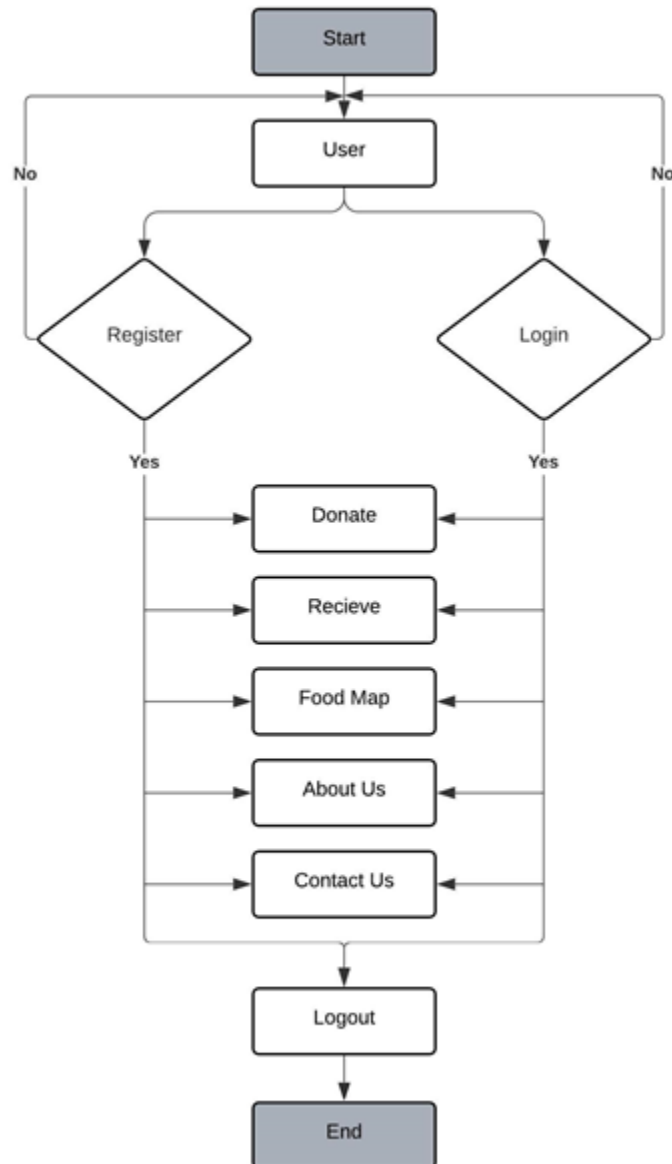 Start
User
No
No
Register
Login
Yes
Yes
Donate
Recieve
Food Map
About Us
Contact Us
Logout
End